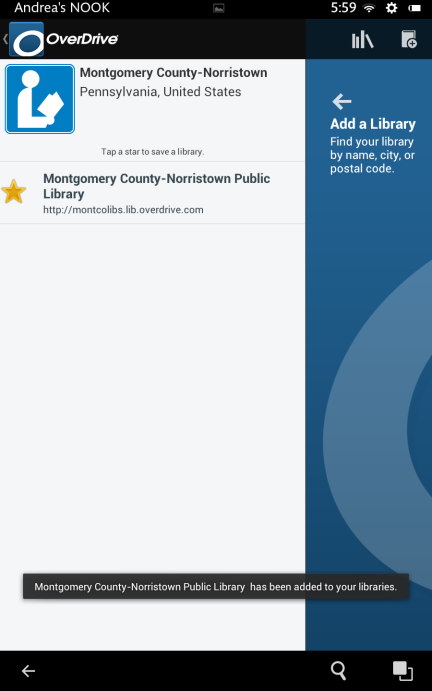 Andrea's NOOK
5:59
OverDrive
Montgomery County-Norristown
Pennsylvania, United States
Tap a star to save a library.
Montgomery County-Norristown Public
Library
http://montcolibs.lib.overdrive.com
Add a Library
Find your library
by name, city, or
postal code.
Montgomery County-Norristown Public Library has been added to your libraries.